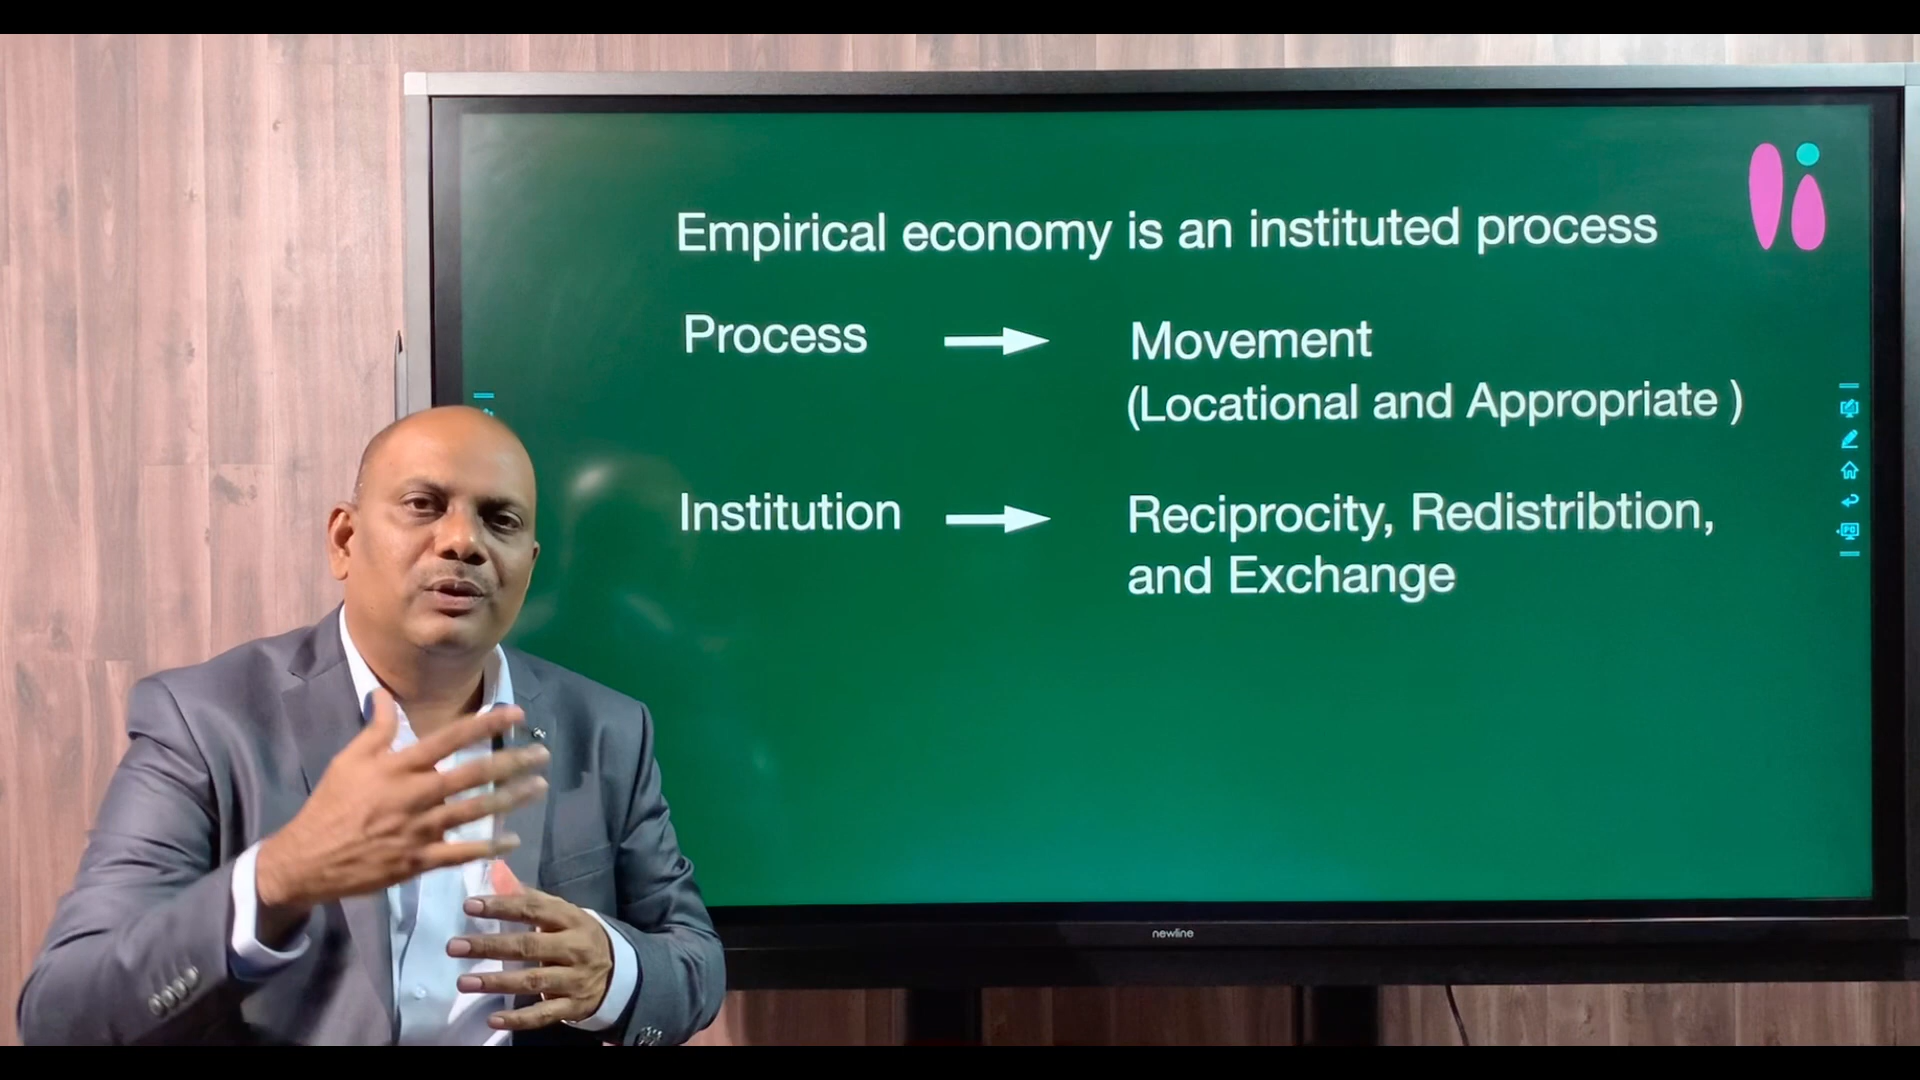 Empirical economy is an instituted process
Process
Movement
(Locational and Appropriate )
Institution
Reciprocity, Redistribtion,
and Exchange
newline